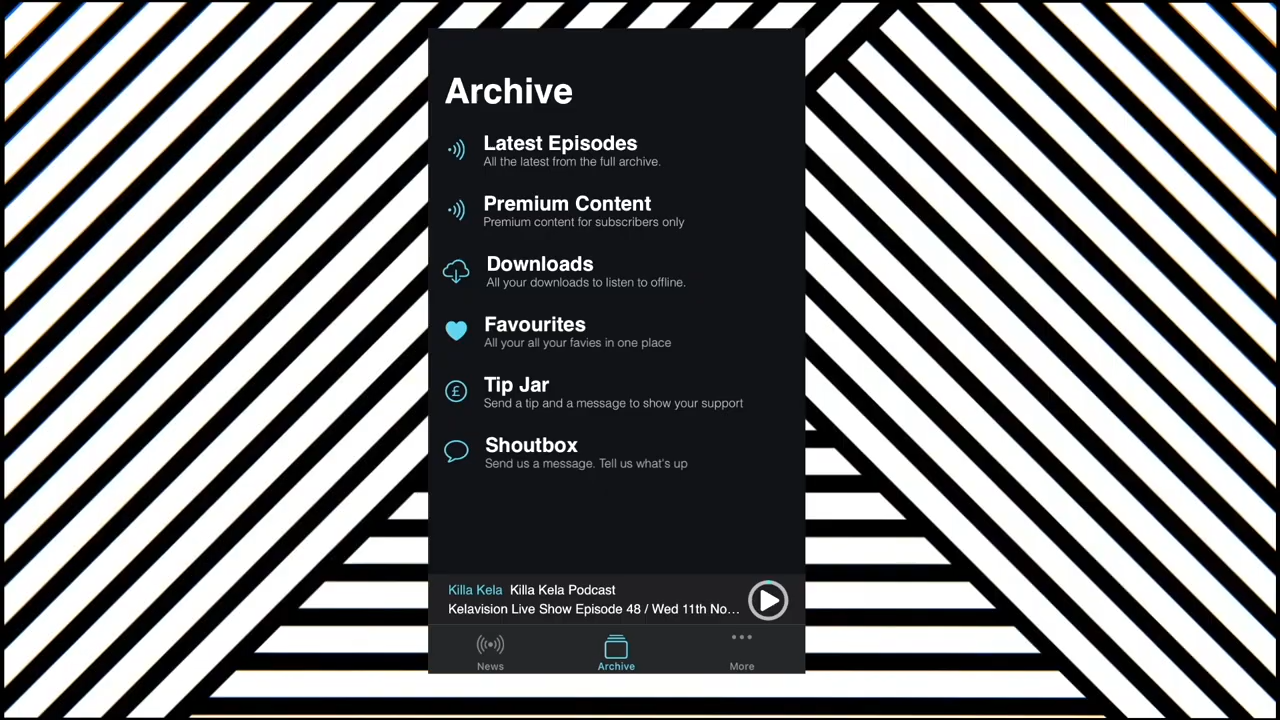 Archive
Latest Episodes
All the latest from the full archive.
Premium Content
Premium content for subscribers only
Downloads
All your downloads to listen to offline.
Favourites
All your all your favies in one place
Tip Jar
£
Send a tip and a message to show your support
Shoutbox
Send us a message. Tell us what's up
Killa Kela Killa Kela Podcast
Kelavision Live Show Episode 48 / Wed 11th No...
News Archive More